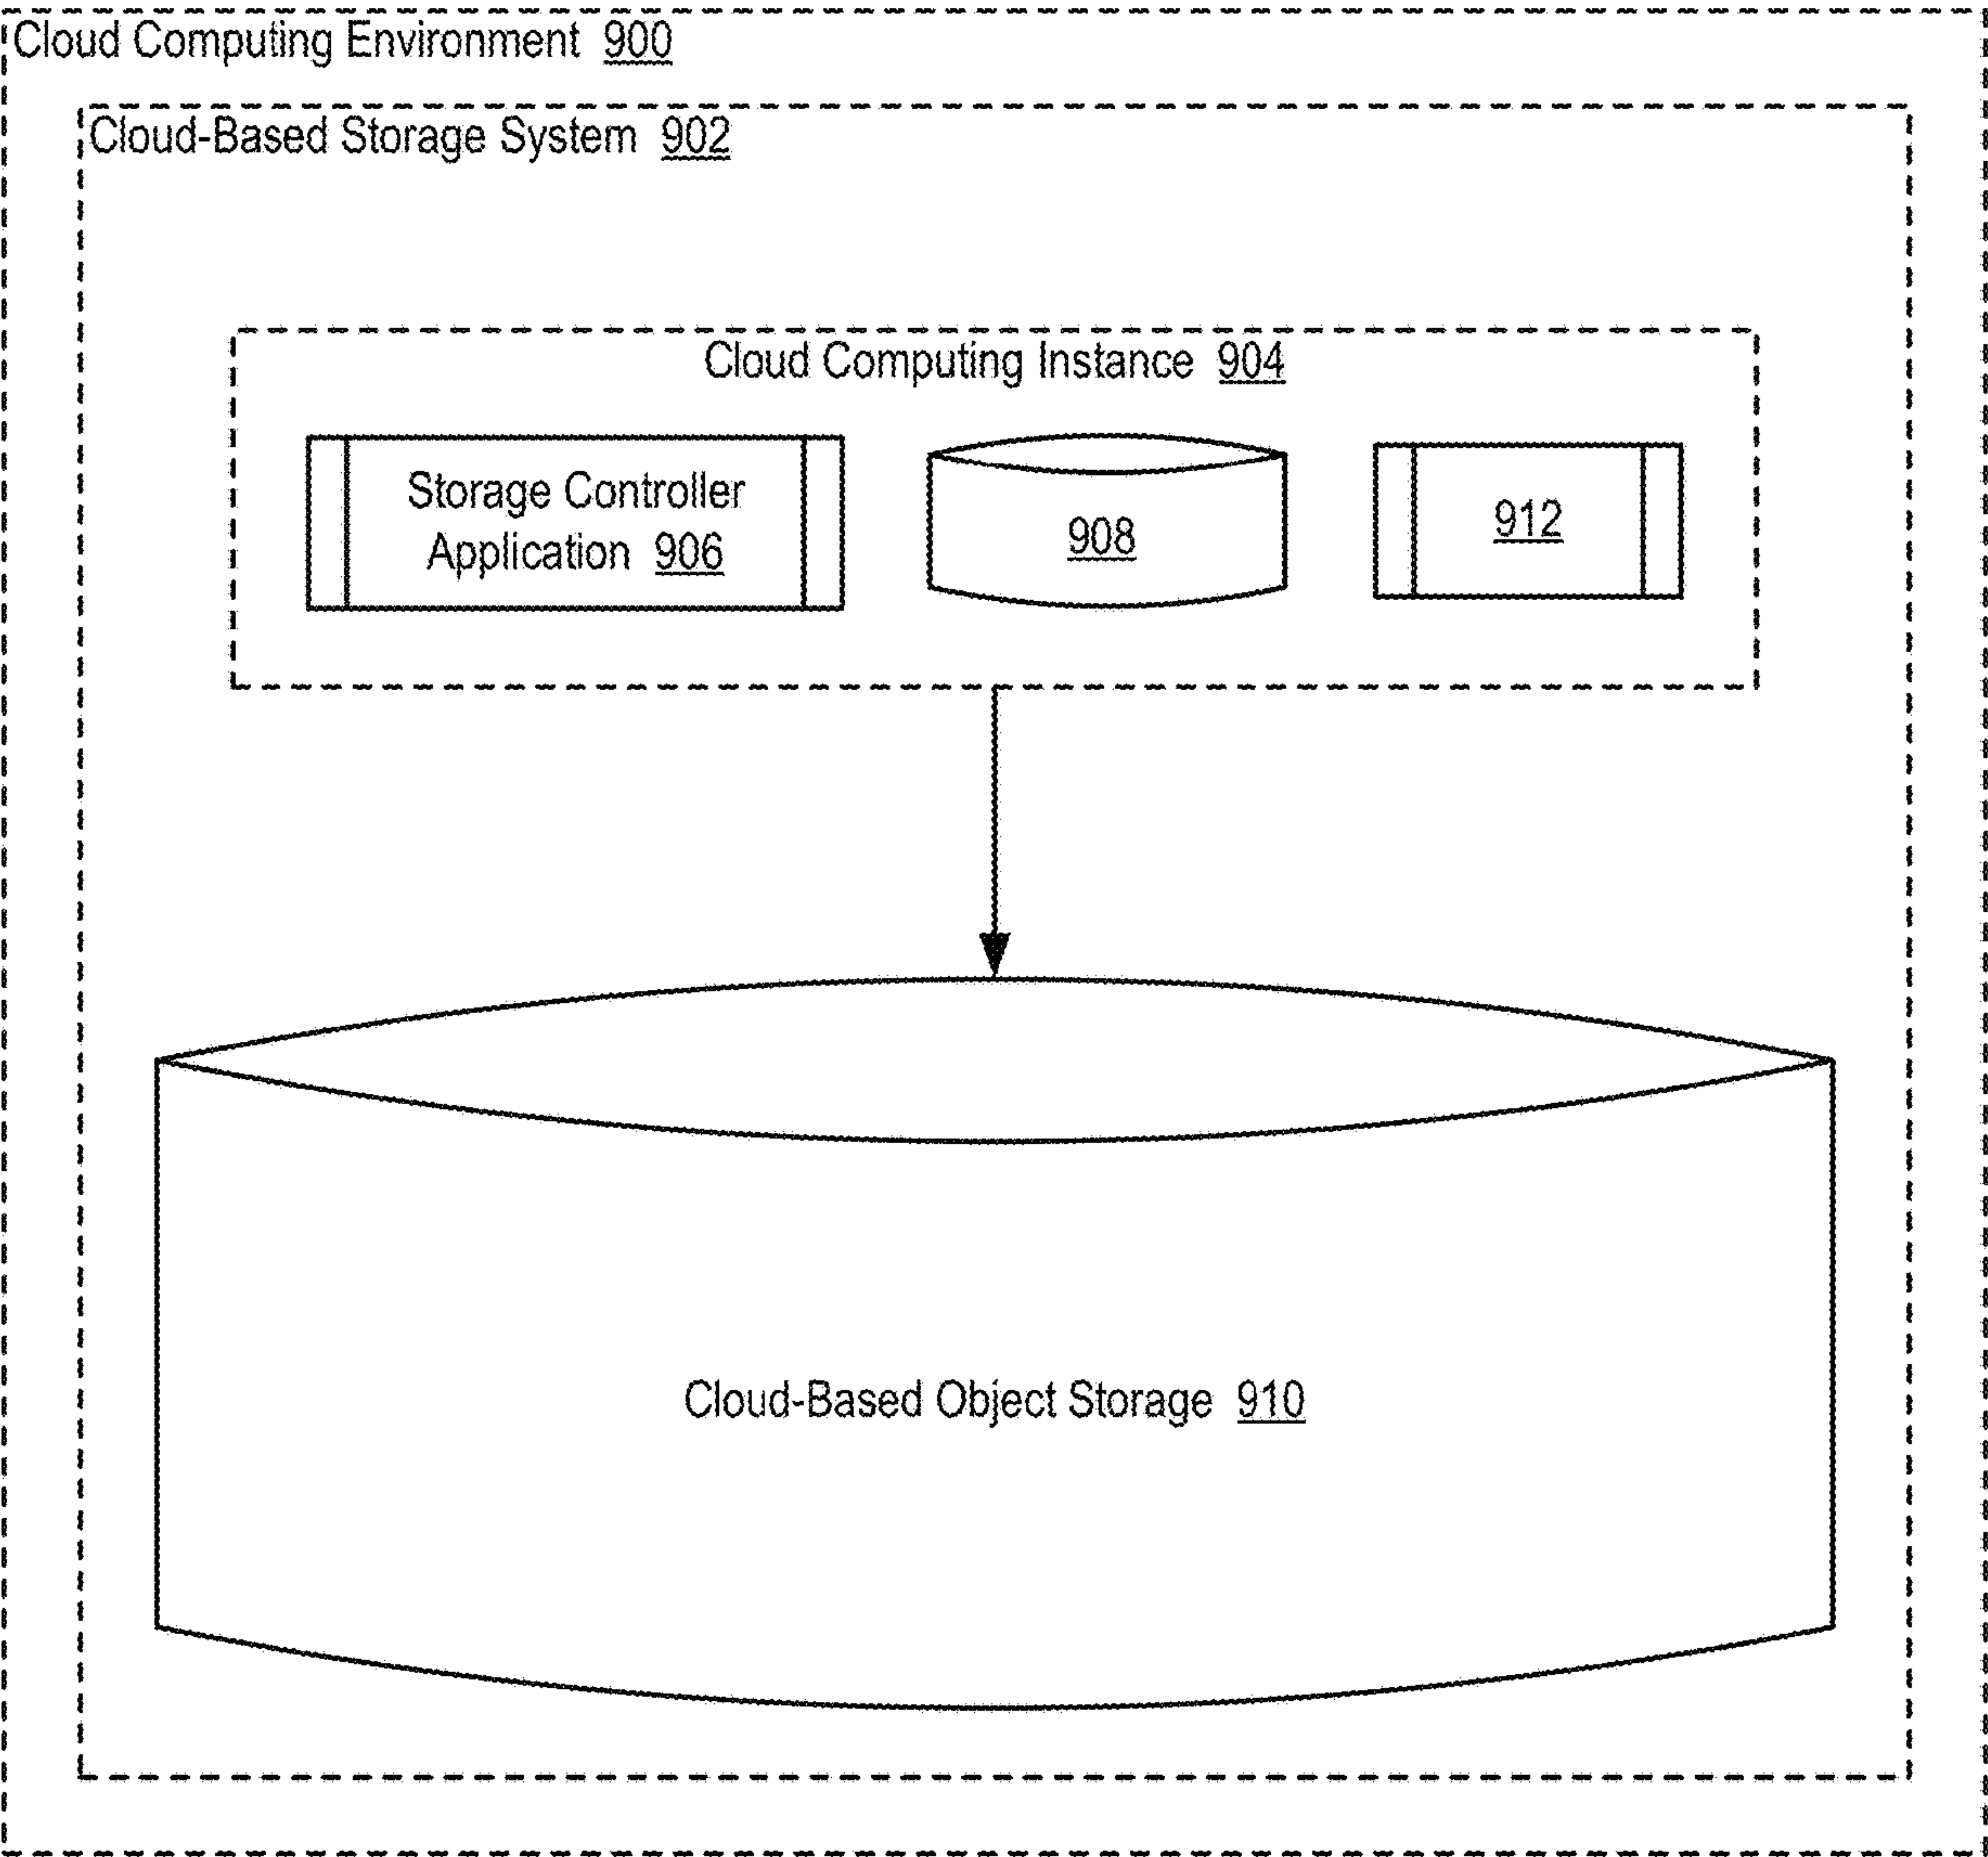 Cloud Computing Environment 900
Cloud-Based Storage System 902
Cloud Computing Instance 904
Storage Controller
Application 906
908
912
Cloud-Based Object Storage 910